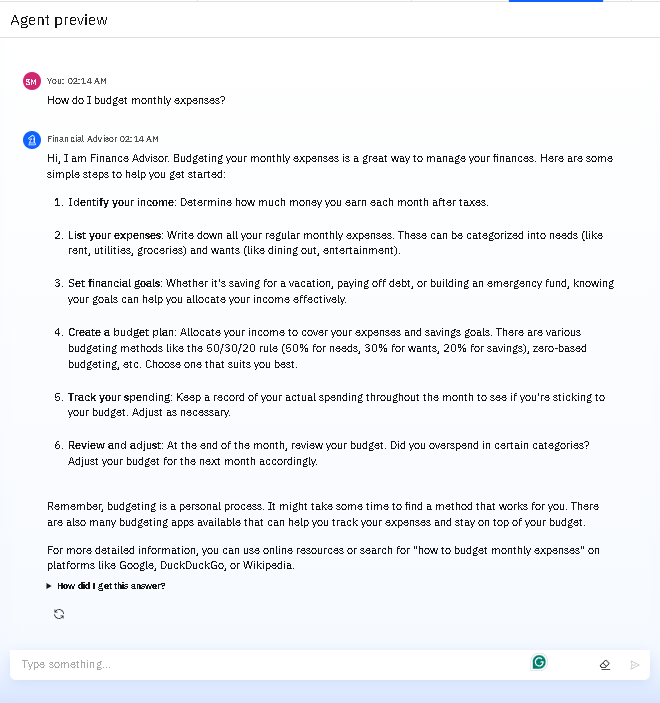 Agent preview
SM
You: 02:14 AM
How do I budget monthly expenses?
Financial Advisor 02:14 AM
Hi, I am Finance Advisor. Budgeting your monthly expenses is a great way to manage your finances. Here are some
simple steps to help you get started:
1. Identify your income: Determine how much money you earn each month after taxes.
2. List your expenses: Write down all your regular monthly expenses. These can be categorized into needs (like
rent, utilities, groceries) and wants (like dining out, entertainment).
3. Set financial goals: Whether it's saving for a vacation, paying off debt, or building an emergency fund, knowing
your goals can help you allocate your income effectively.
4. Create a budget plan: Allocate your income to cover your expenses and savings goals. There are various
budgeting methods like the 50/30/20 rule (50% for needs, 30% for wants, 20% for savings), zero-based
budgeting, etc. Choose one that suits you best.
5. Track your spending: Keep a record of your actual spending throughout the month to see if you're sticking to
your budget. Adjust as necessary.
6. Review and adjust: At the end of the month, review your budget. Did you overspend in certain categories?
Adjust your budget for the next month accordingly.
Remember, budgeting is a personal process. It might take some time to find a method that works for you. There
are also many budgeting apps available that can help you track your expenses and stay on top of your budget.
For more detailed information, you can use online resources or search for "how to budget monthly expenses" on
platforms like Google, DuckDuckGo, or Wikipedia.
How did I get this answer?
Type something...